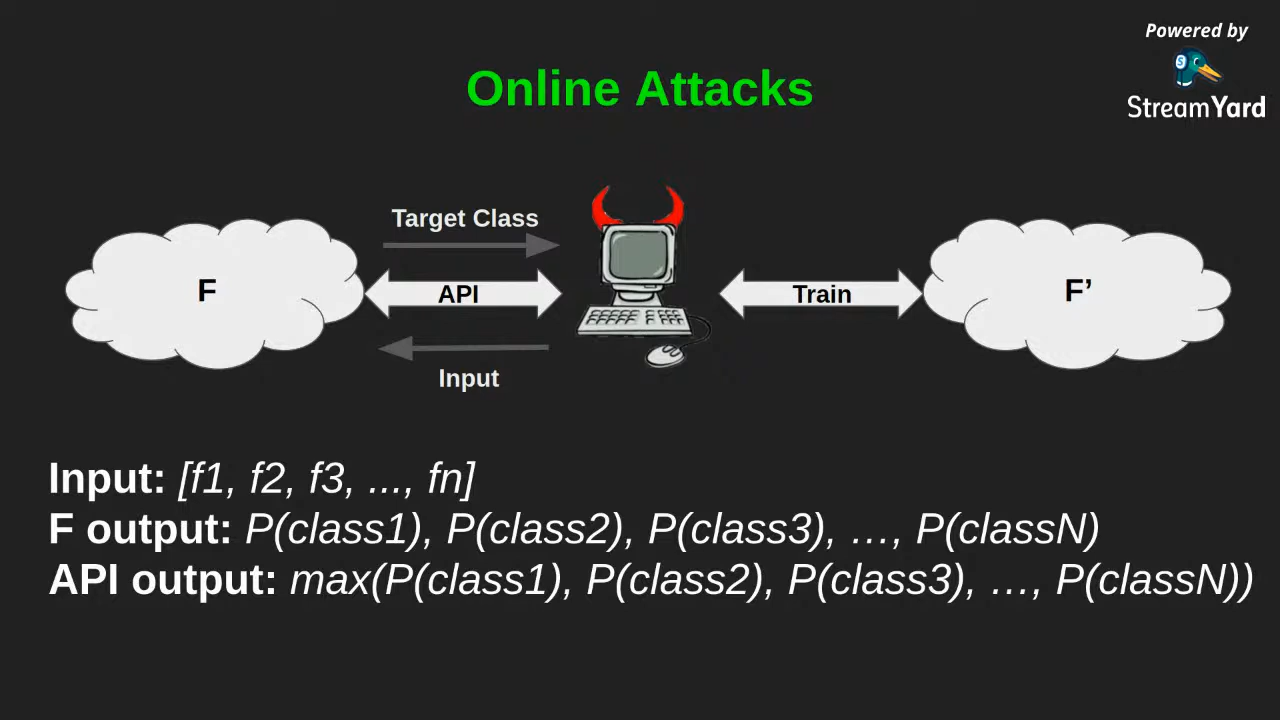 Powered by
StreamYard
Online Attacks
Target Class
F
API
Train
F’
Input
Input: [f1, f2, f3, ..., fn]
F output: P(class1), P(class2), P(class3), …, P(classN)
API output: max(P(class1), P(class2), P(class3), …, P(classN))